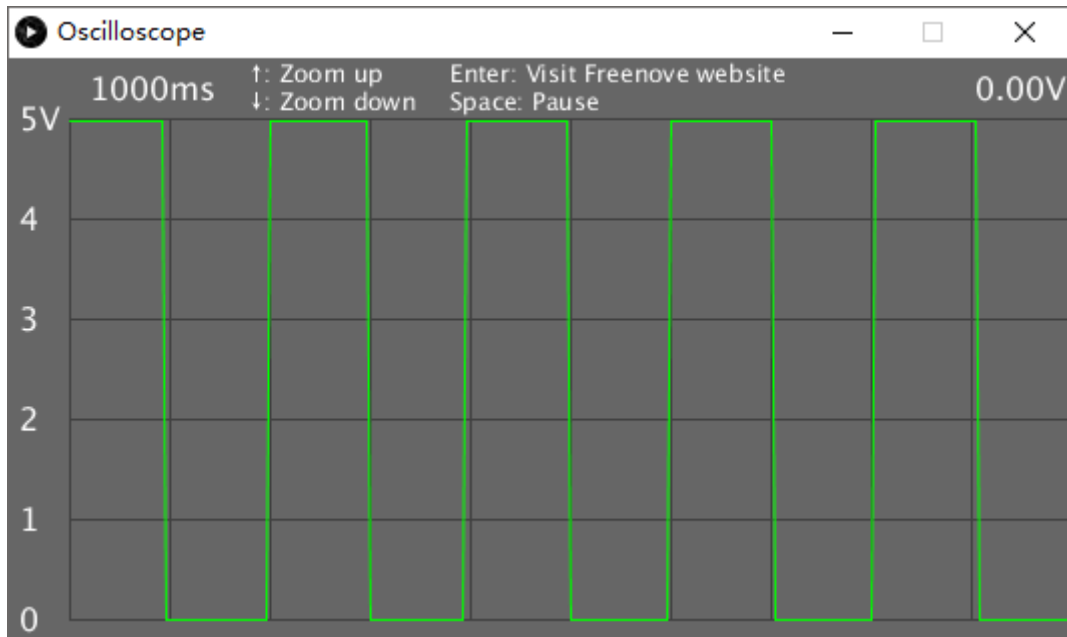 Oscilloscope
1000ms
↑: Zoom up
↓: Zoom down
Enter: Visit Freenove website
Space: Pause
0.00V
5V
4
3
2
1
0